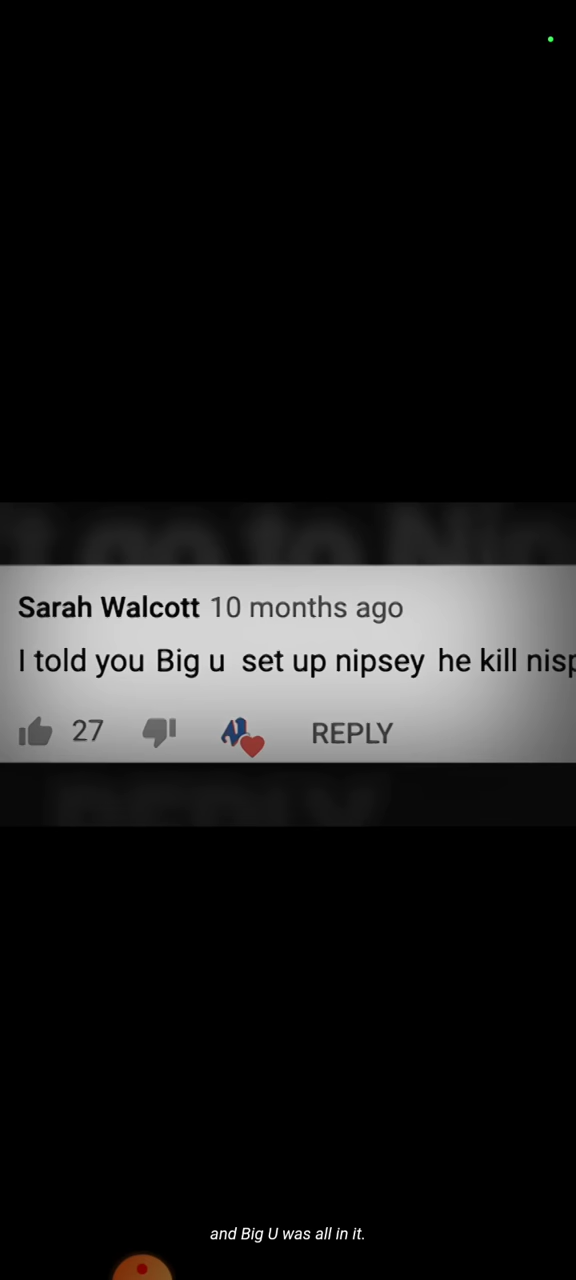 Sarah Walcott 10 months ago
I told you Big u set up nipsey he kill nisp
27
REPLY
and Big U was all in it.